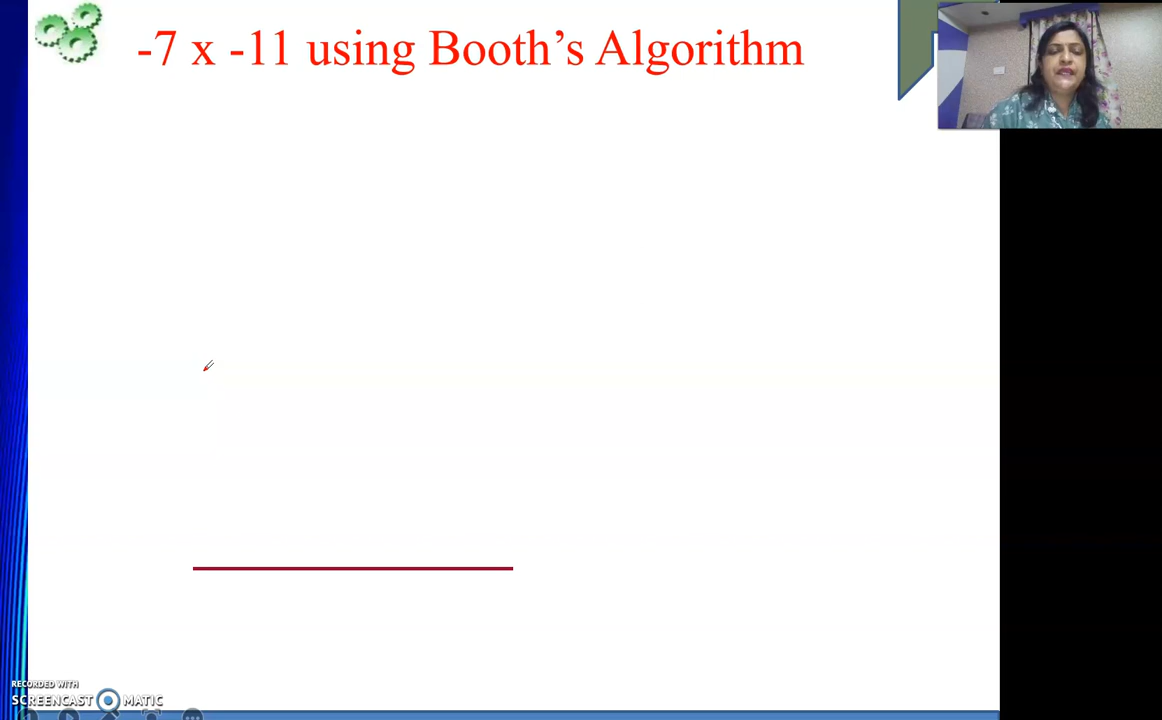 -7 x -11 using Booth’s Algorithm
RECORDED WITH
SCREENCAST MATIC